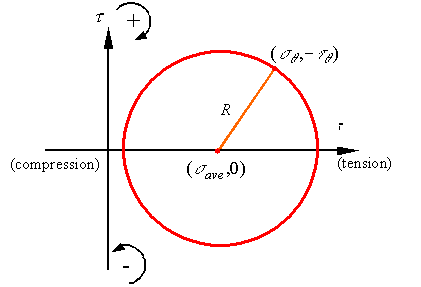 τ
+
(σθ,−τθ)
R
τ
(compression)
(σave,0)
(tension)
-